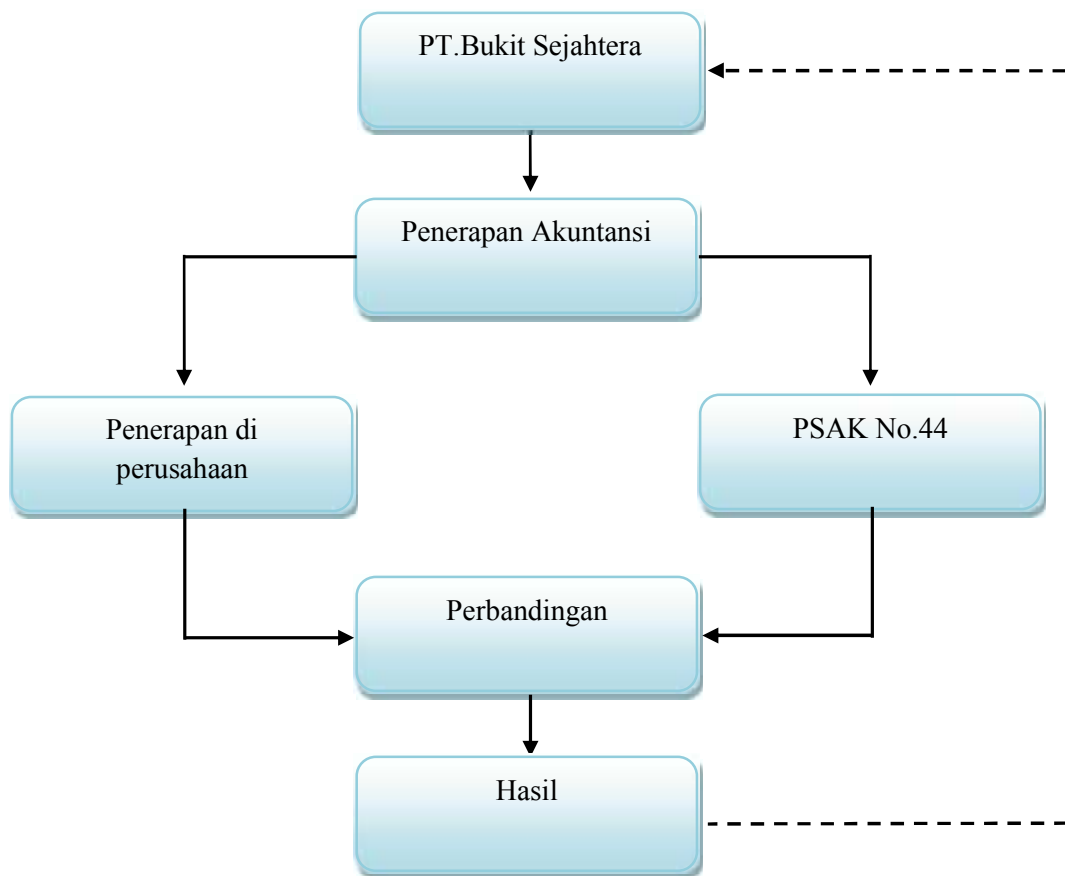 PT.Bukit Sejahtera
Penerapan Akuntansi
Penerapan di
perusahaan
PSAK No.44
Perbandingan
Hasil